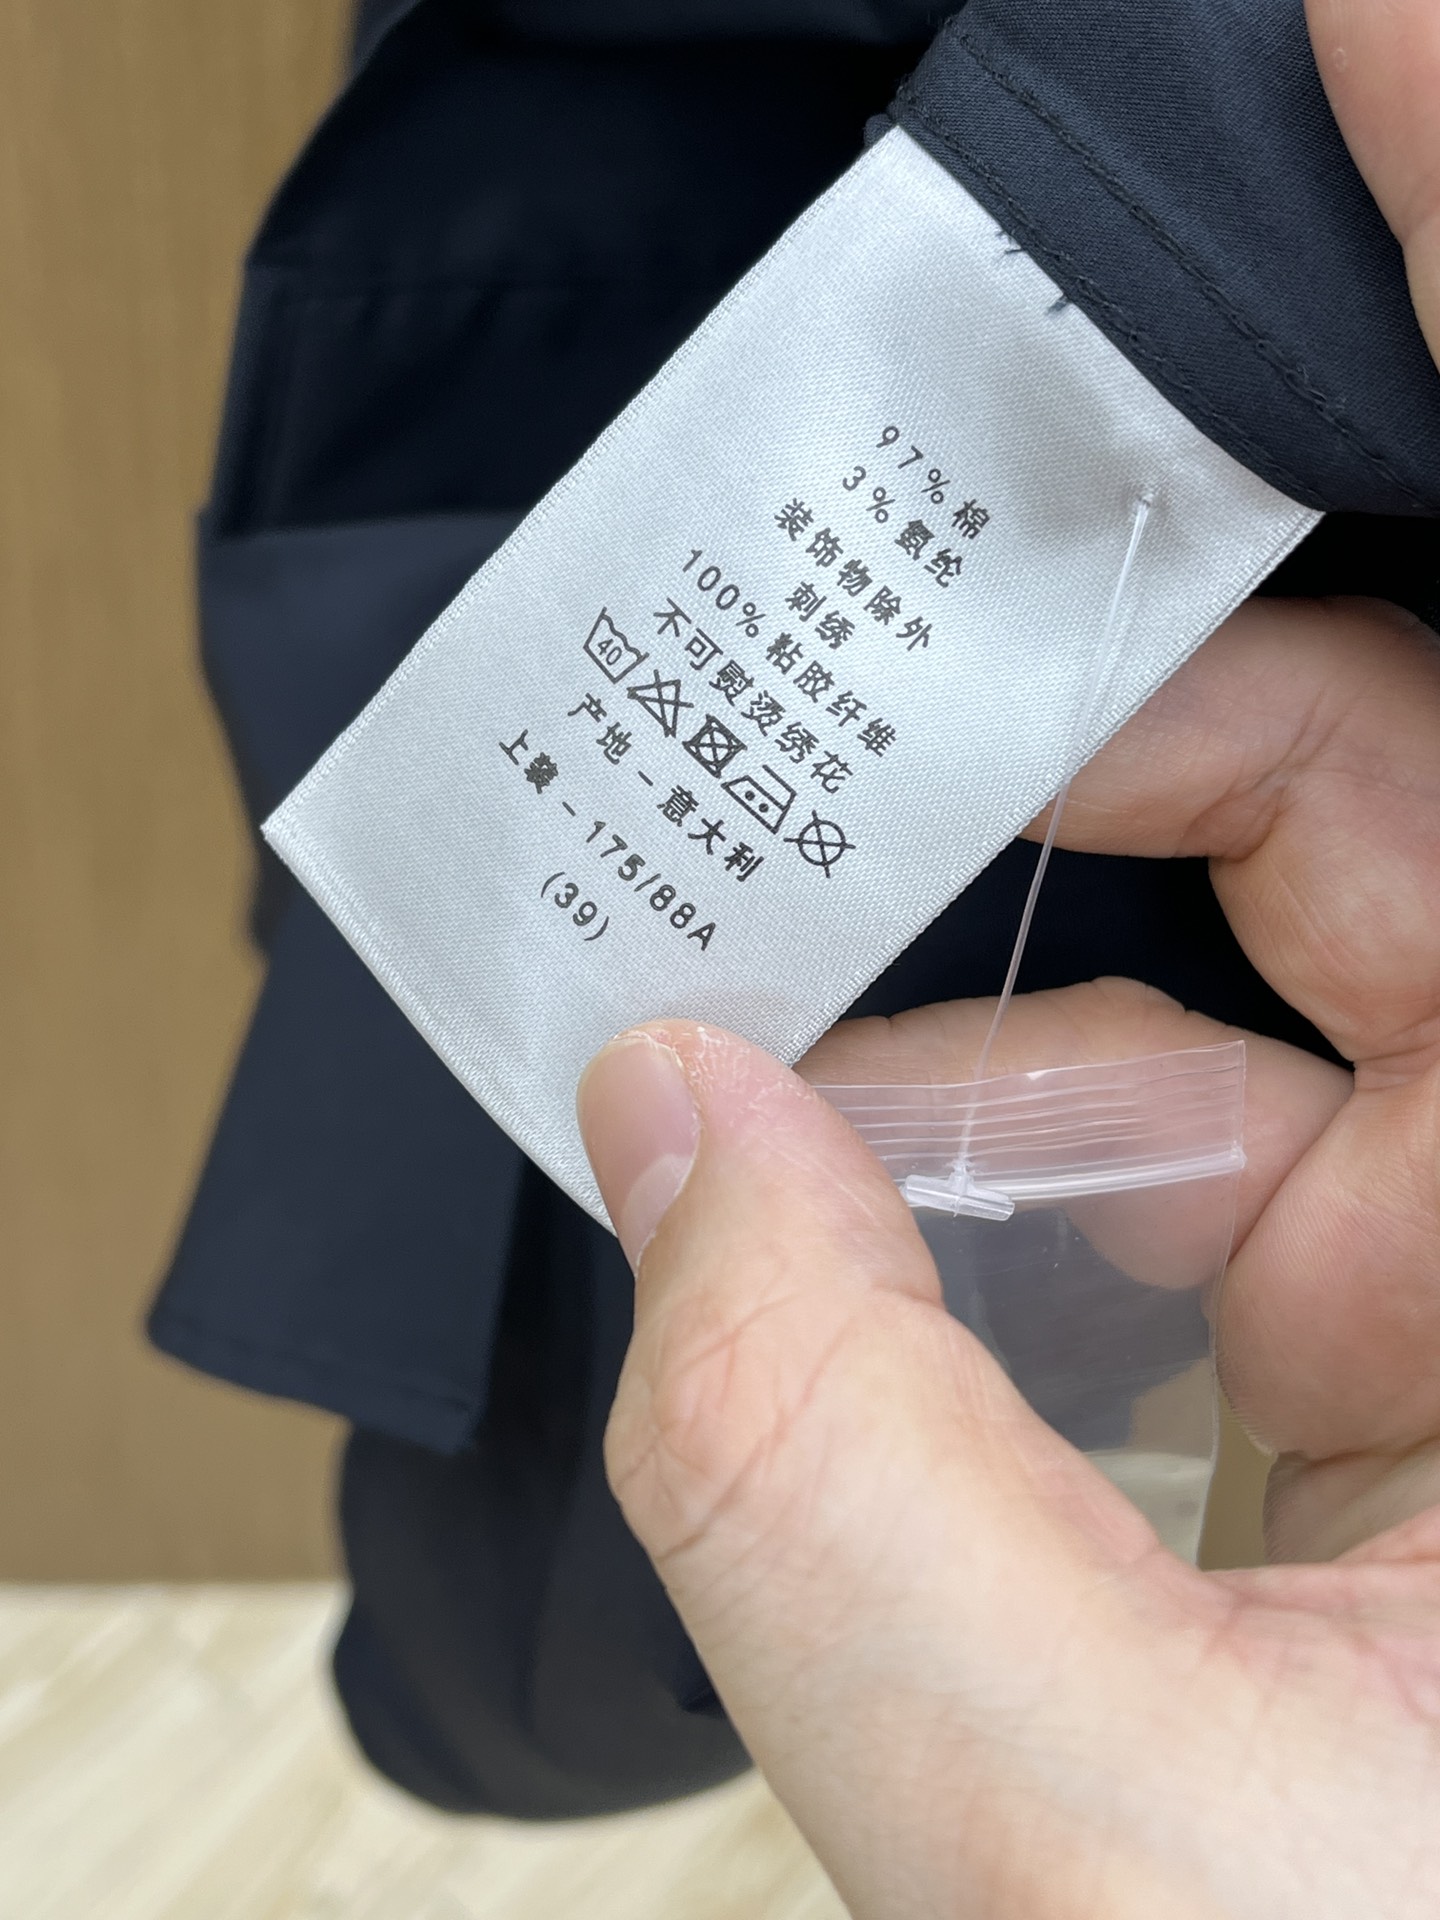 97%棉
3%氨纶
装饰物除外
刺绣
100%粘胶纤维
不可熨烫绣花
40
产地-意大利
上装-175/88A
(39)